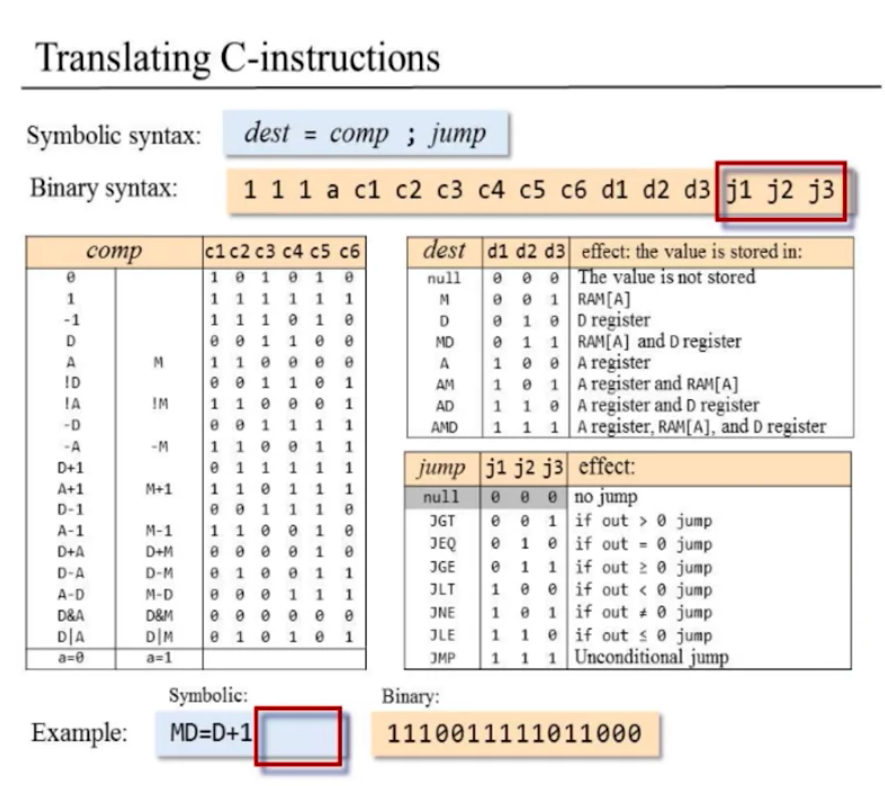 Translating C-instructions
Symbolic syntax: dest = comp ; jump
Binary syntax: 1 1 1 a c1 c2 c3 c4 c5 c6 d1 d2 d3 j1 j2 j3
comp c1 c2 c3 c4 c5 c6
0 1 0 1 0 1 0
1 1 1 1 1 1 1
-1 1 1 1 0 1 0
D 0 0 1 1 0 0
A M 1 1 0 0 0 0
!D 0 0 1 1 0 1
!A !M 1 1 0 0 0 1
-D 0 0 1 1 1 1
-A -M 1 1 0 0 1 1
D+1 0 1 1 1 1 1
A+1 M+1 1 1 0 1 1 1
D-1 0 0 1 1 1 0
A-1 M-1 1 1 0 0 1 0
D+A D+M 0 0 0 0 1 0
D-A D-M 0 1 0 0 1 1
A-D M-D 0 0 0 1 1 1
D&A D&M 0 0 0 0 0 0
D|A D|M 0 1 0 1 0 1
a=0 a=1
dest d1 d2 d3 effect: the value is stored in:
null 0 0 0 The value is not stored
M 0 0 1 RAM[A]
D 0 1 0 D register
MD 0 1 1 RAM[A] and D register
A 1 0 0 A register
AM 1 0 1 A register and RAM[A]
AD 1 1 0 A register and D register
AMD 1 1 1 A register, RAM[A], and D register
jump j1 j2 j3 effect:
null 0 0 0 no jump
JGT 0 0 1 if out > 0 jump
JEQ 0 1 0 if out = 0 jump
JGE 0 1 1 if out ≥ 0 jump
JLT 1 0 0 if out < 0 jump
JNE 1 0 1 if out ≠ 0 jump
JLE 1 1 0 if out ≤ 0 jump
JMP 1 1 1 Unconditional jump
Symbolic: Binary:
Example: MD=D+1 1110011111011000